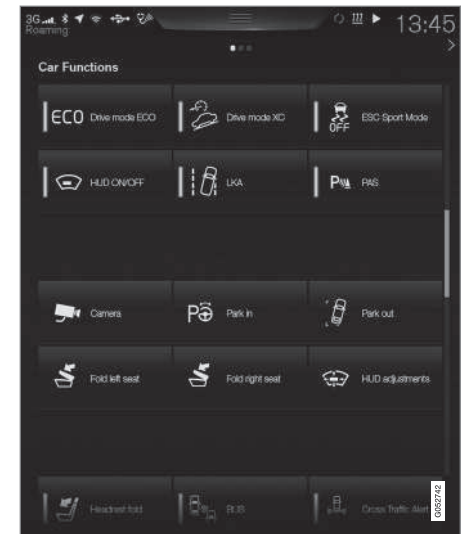 3G 13:45
Roaming
Car Functions
ECO Drive mode ECO Drive mode XC OFF ESC Sport Mode
HUD ON/OFF LKA P PAS
Camera P Park in Park out
Fold left seat Fold right seat HUD adjustments
Headrest fold BLIS Cross Traffic Alert
G052742